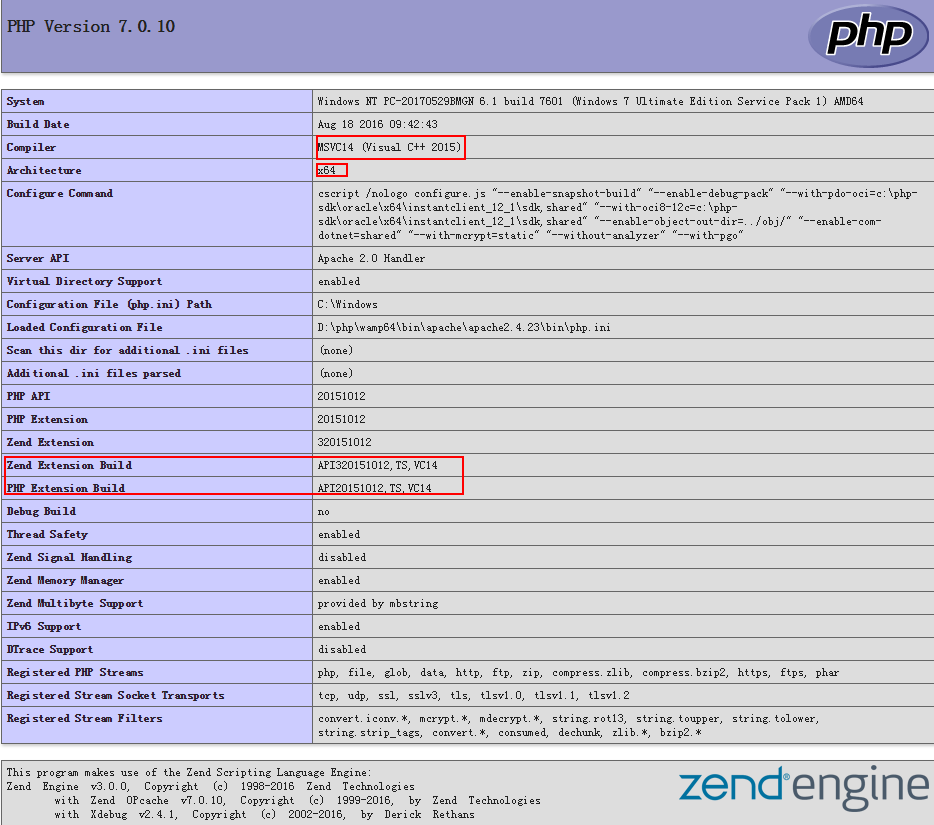 PHP Version 7.0.10
php
System Windows NT PC-20170529BMGN 6.1 build 7601 (Windows 7 Ultimate Edition Service Pack 1) AMD64
Build Date Aug 18 2016 09:42:43
Compiler MSVC14 (Visual C++ 2015)
Architecture x64
Configure Command cscript /nologo configure.js "--enable-snapshot-build" "--enable-debug-pack" "--with-pdo-oci=c:\php-
sdk\oracle\x64\instantclient_12_1\sdk,shared" "--with-oci8-12c=c:\php-
sdk\oracle\x64\instantclient_12_1\sdk,shared" "--enable-object-out-dir=../obj/" "--enable-com-
dotnet=shared" "--with-mcrypt=static" "--without-analyzer" "--with-pgo"
Server API Apache 2.0 Handler
Virtual Directory Support enabled
Configuration File (php.ini) Path C:\Windows
Loaded Configuration File D:\php\wamp64\bin\apache\apache2.4.23\bin\php.ini
Scan this dir for additional .ini files (none)
Additional .ini files parsed (none)
PHP API 20151012
PHP Extension 20151012
Zend Extension 320151012
Zend Extension Build API320151012,TS,VC14
PHP Extension Build API20151012,TS,VC14
Debug Build no
Thread Safety enabled
Zend Signal Handling disabled
Zend Memory Manager enabled
Zend Multibyte Support provided by mbstring
IPv6 Support enabled
DTrace Support disabled
Registered PHP Streams php, file, glob, data, http, ftp, zip, compress.zlib, compress.bzip2, https, ftps, phar
Registered Stream Socket Transports tcp, udp, ssl, sslv3, tls, tlsv1.0, tlsv1.1, tlsv1.2
Registered Stream Filters convert.iconv.*, mcrypt.*, mdecrypt.*, string.rot13, string.toupper, string.tolower,
string.strip_tags, convert.*, consumed, dechunk, zlib.*, bzip2.*
This program makes use of the Zend Scripting Language Engine:
Zend Engine v3.0.0, Copyright (c) 1998-2016 Zend Technologies
with Zend OPcache v7.0.10, Copyright (c) 1999-2016, by Zend Technologies
with Xdebug v2.4.1, Copyright (c) 2002-2016, by Derick Rethans
zend® engine